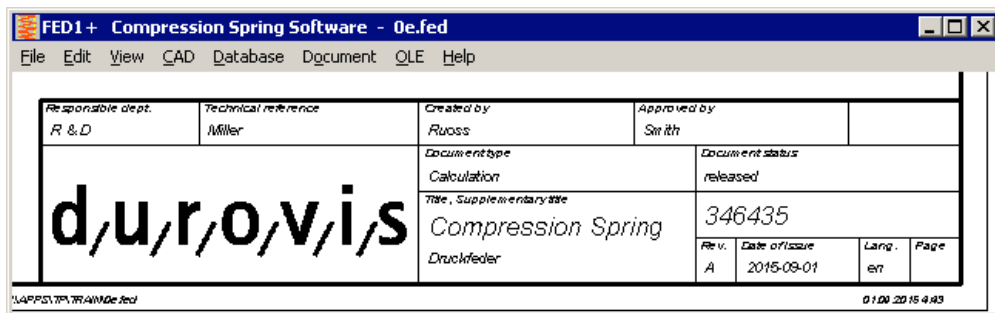 FED1+ Compression Spring Software - 0e.fed
File Edit View CAD Database Document OLE Help
Responsible dept. Technical reference Created by Approved by
R & D Miller Ruoss Smith
Document type Document status
Calculation released
d/u/r/o/v/i/s
Title, Supplementary title
Compression Spring 346435
Druckfeder
Rev. Date of issue Lang. Page
A 2015-09-01 en
01.09.2015 4:43